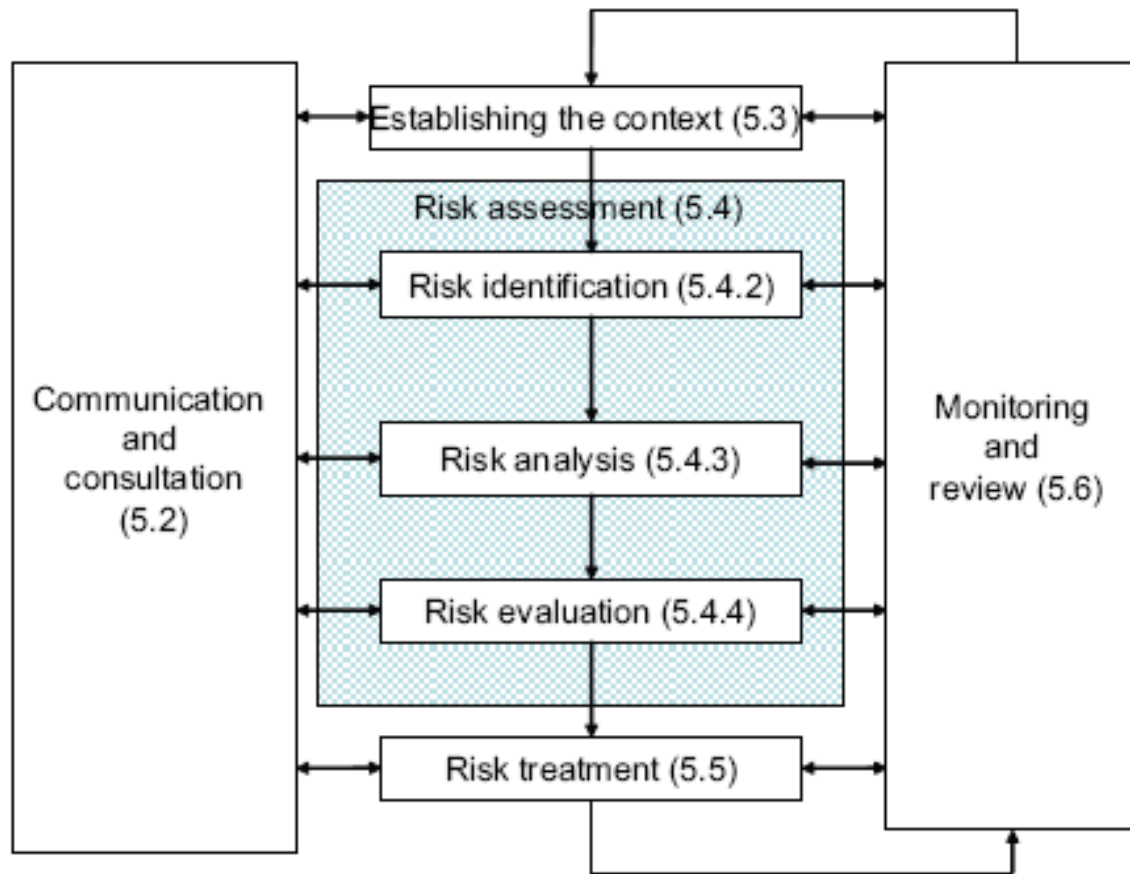 Establishing the context (5.3)
Risk assessment (5.4)
Risk identification (5.4.2)
Communication
and
consultation
(5.2)
Risk analysis (5.4.3)
Monitoring
and
review (5.6)
Risk evaluation (5.4.4)
Risk treatment (5.5)